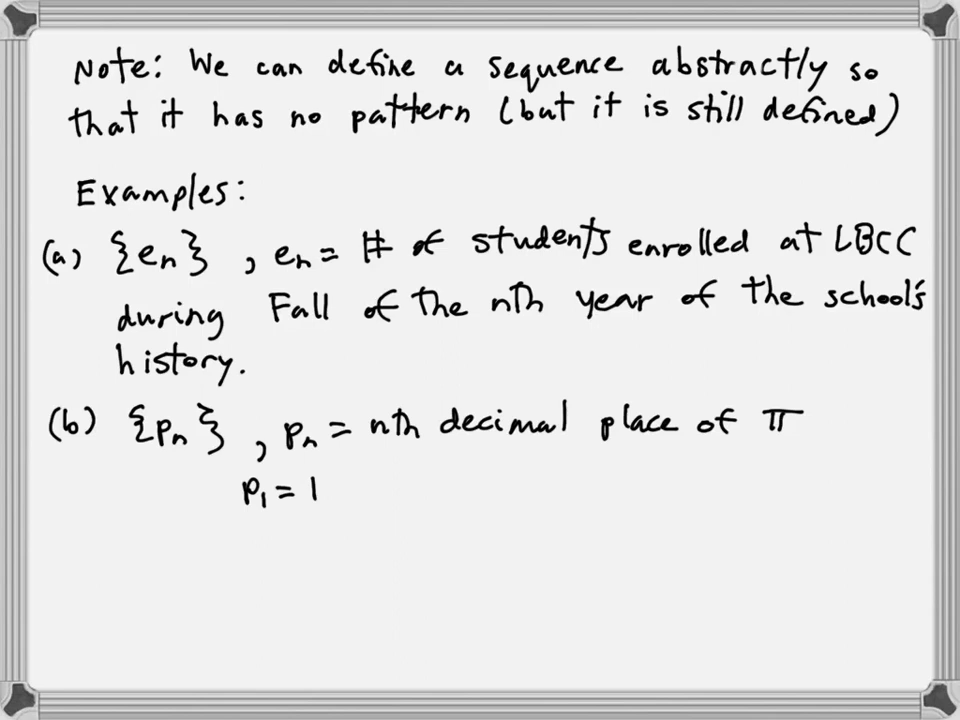 Note: We can define a sequence abstractly so
that it has no pattern (but it is still defined)
Examples:
(a) {eₙ} , eₙ = # of students enrolled at LBCC
during Fall of the nth year of the school's
history.
(b) {pₙ} , pₙ = nth decimal place of π
p₁ = 1